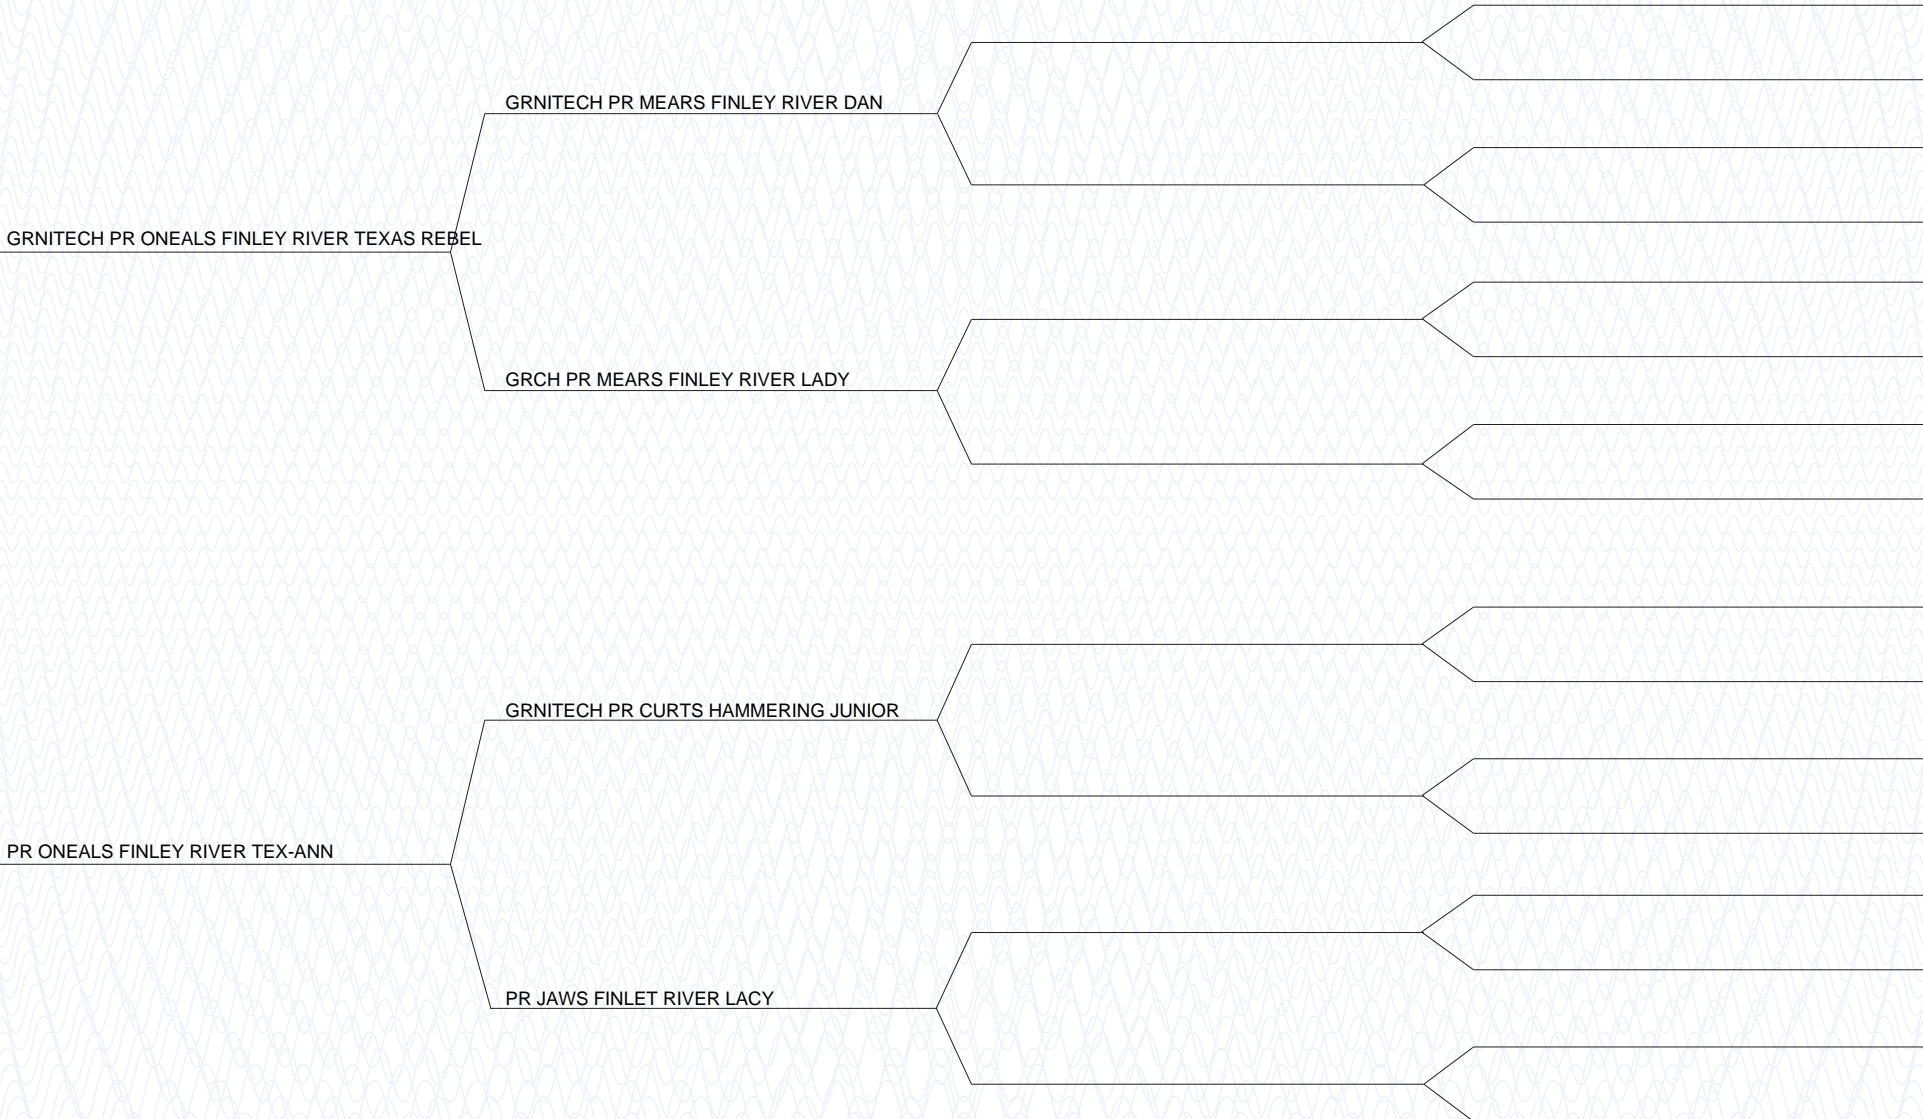 GRNITECH PR MEARS FINLEY RIVER DAN
GRNITECH PR ONEALS FINLEY RIVER TEXAS REBEL
GRCH PR MEARS FINLEY RIVER LADY
GRNITECH PR CURTS HAMMERING JUNIOR
PR ONEALS FINLEY RIVER TEX-ANN
PR JAWS FINLET RIVER LACY